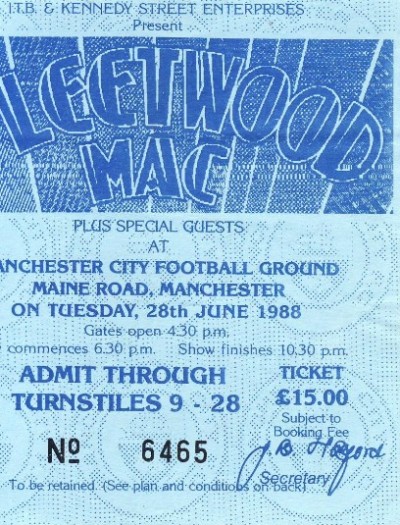 I.T.B. & KENNEDY STREET ENTERPRISES
Present
LEETWOOD
MAC
PLUS SPECIAL GUESTS
AT
ANCHESTER CITY FOOTBALL GROUND
MAINE ROAD, MANCHESTER
ON TUESDAY, 28th JUNE 1988
Gates open 4.30 p.m.
commences 6.30 p.m. Show finishes 10.30 p.m.
ADMIT THROUGH
TURNSTILES 9 - 28
TICKET
£15.00
Subject to
Booking Fee
№ 6465
Secretary
To be retained. (See plan and conditions on back)